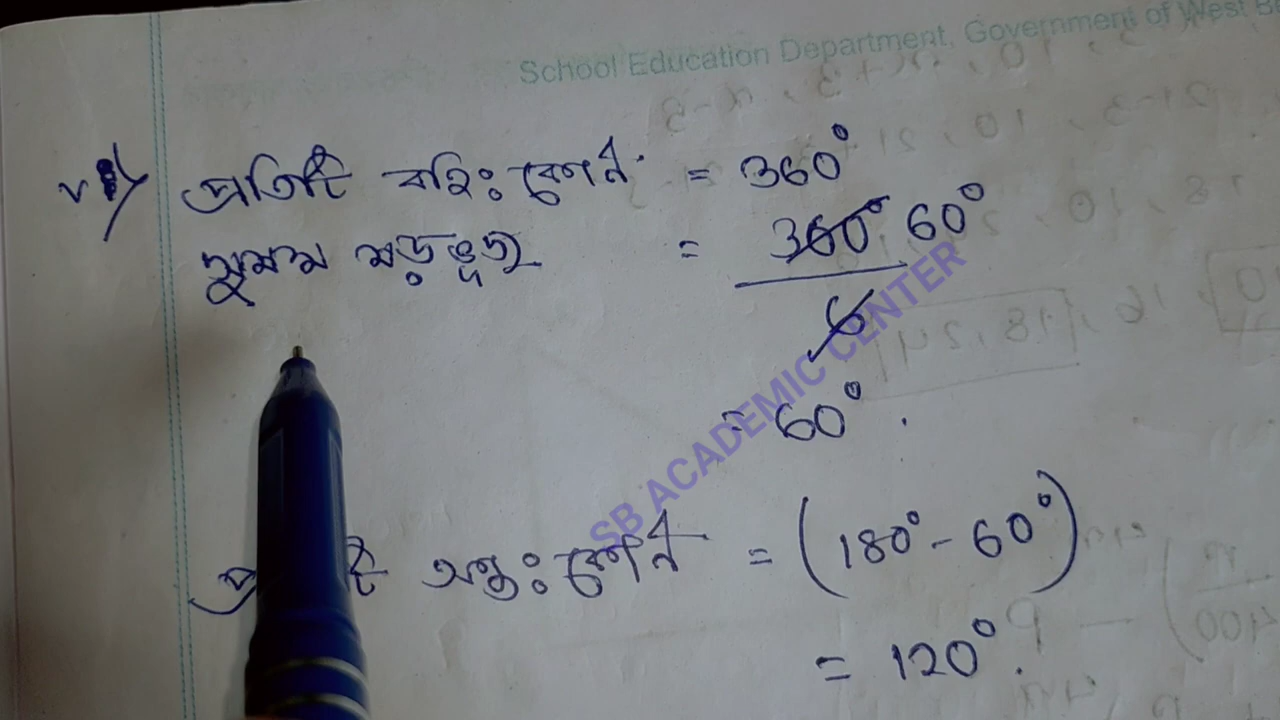 School Education Department, Government of West B
v) প্রতিটি বহিঃকোণ = 360°
সুষম ষড়ভূজ = 360° 60°
6
= 60°.
SB ACADEMIC CENTER
অন্তঃকোণ = (180° - 60°)
= 120°.